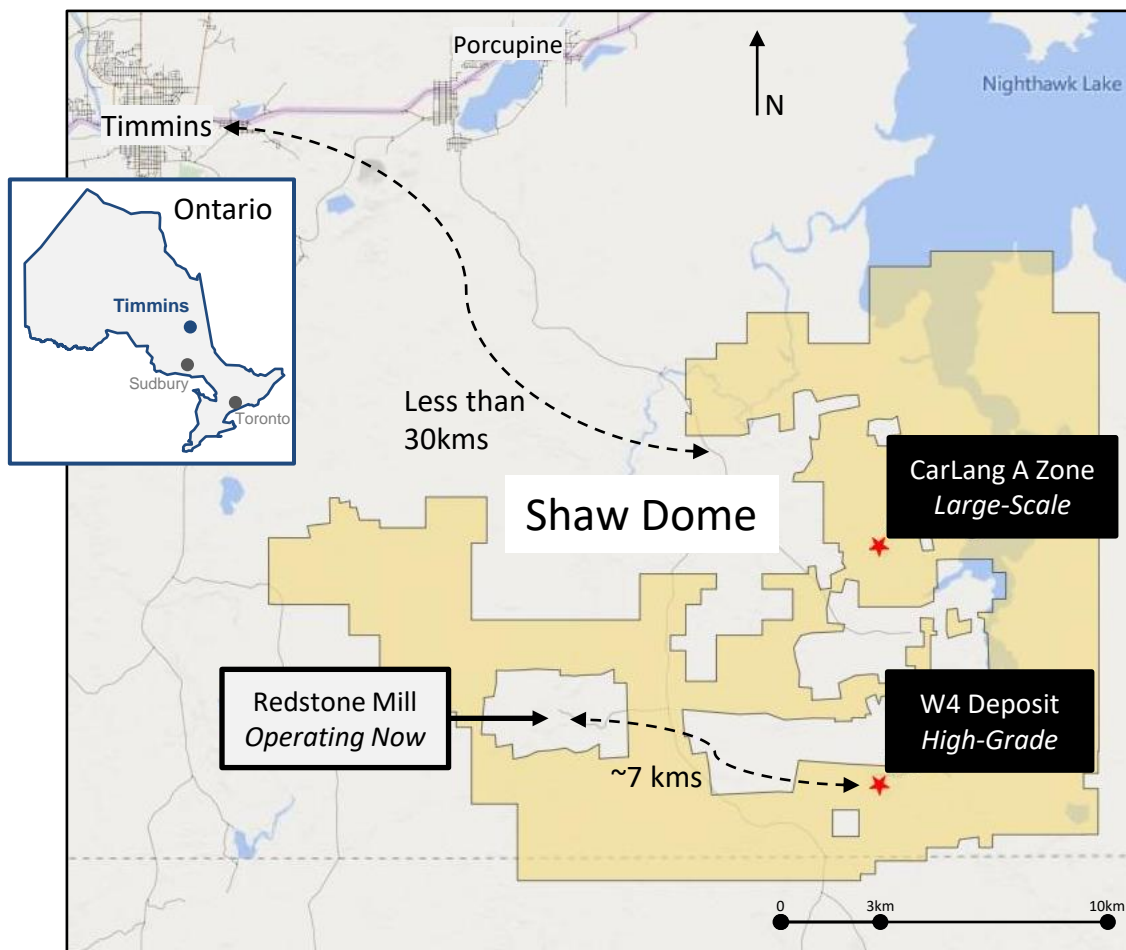 Porcupine
N
Nighthawk Lake
Timmins
Ontario
Timmins
Sudbury
Toronto
Less than
30kms
CarLang A Zone
Large-Scale
Shaw Dome
Redstone Mill
Operating Now
W4 Deposit
High-Grade
~7 kms
0
3km
10km